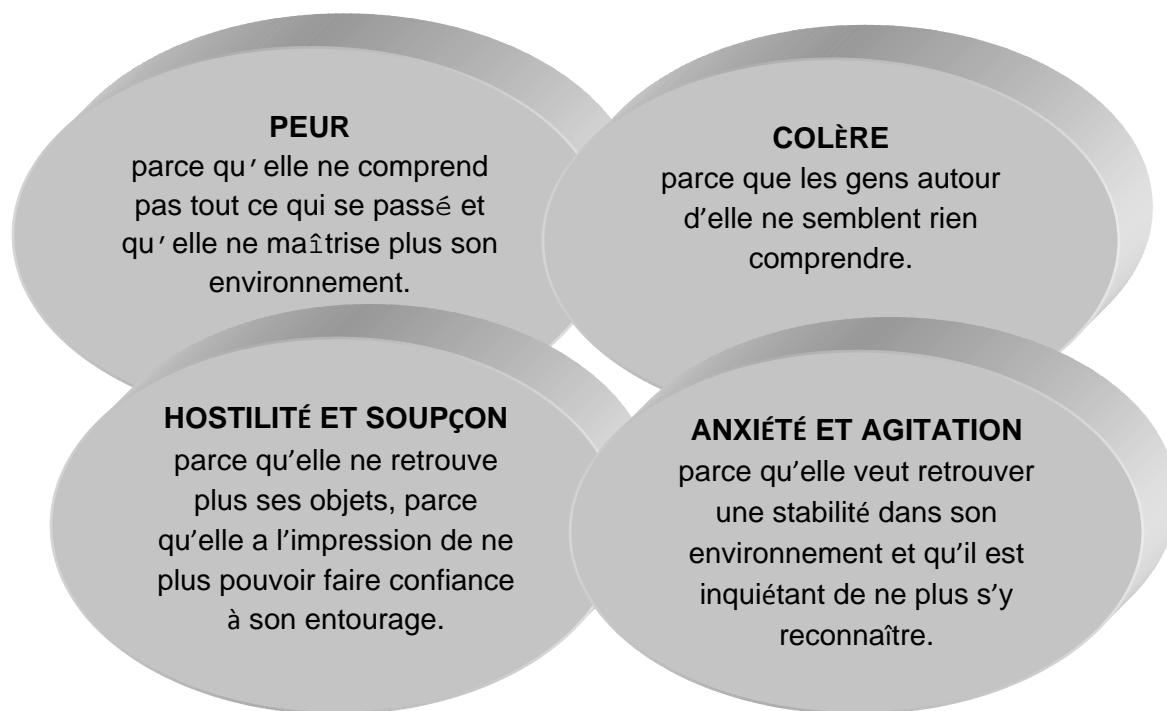 PEUR
parce qu' elle ne comprend
pas tout ce qui se passé et
qu' elle ne maîtrise plus son
environnement.
COLÈRE
parce que les gens autour
d'elle ne semblent rien
comprendre.
HOSTILITÉ ET SOUPÇON
parce qu'elle ne retrouve
plus ses objets, parce
qu'elle a l'impression de ne
plus pouvoir faire confiance
à son entourage.
ANXIÉTÉ ET AGITATION
parce qu'elle veut retrouver
une stabilité dans son
environnement et qu'il est
inquiétant de ne plus s'y
reconnaître.